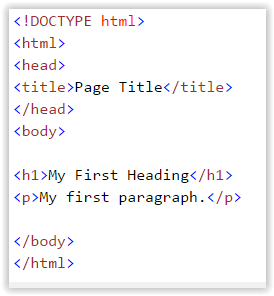 <!DOCTYPE html>
<html>
<head>
<title>Page Title</title>
</head>
<body>
<h1>My First Heading</h1>
<p>My first paragraph.</p>
</body>
</html>